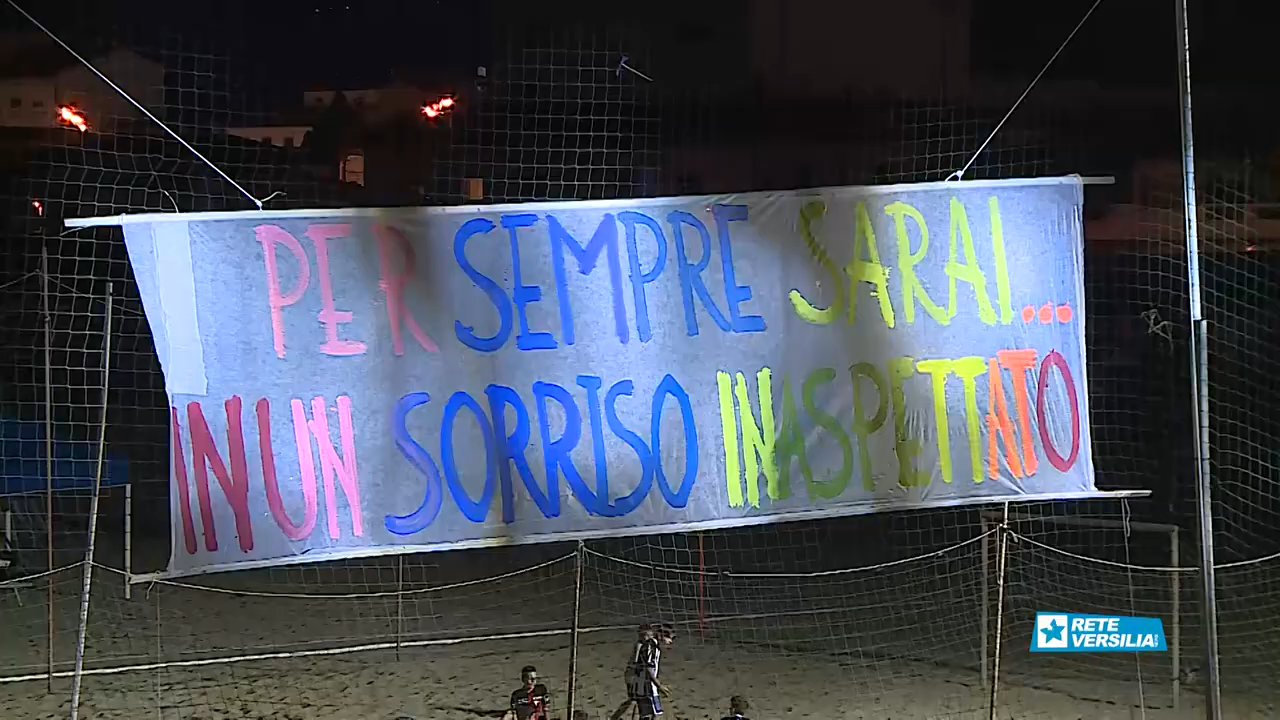 PER SEMPRE SARAI...
IN UN SORRISO INASPETTATO
RETE
VERSILIA